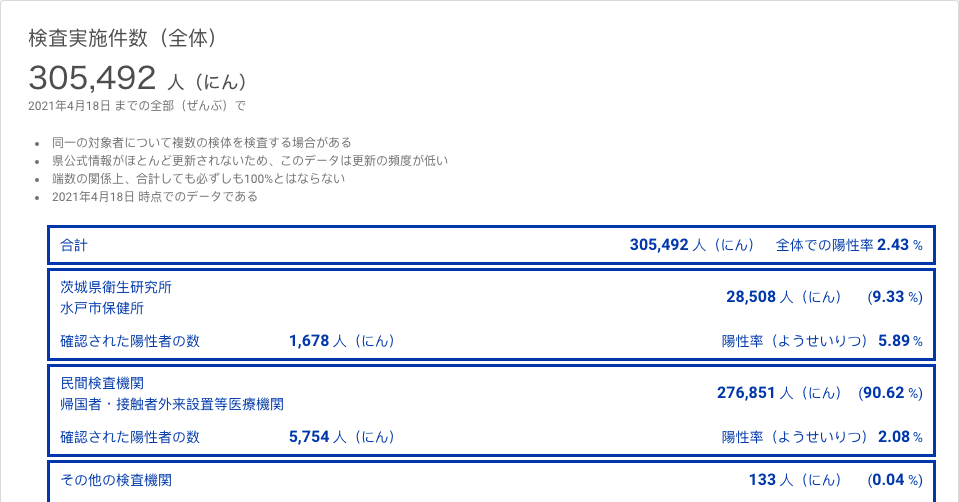 検査実施件数（全体）
305,492 人（にん）
2021年4月18日 までの全部（ぜんぶ）で
同一の対象者について複数の検体を検査する場合がある
県公式情報がほとんど更新されないため、このデータは更新の頻度が低い
端数の関係上、合計しても必ずしも100%とはならない
2021年4月18日 時点でのデータである
合計 305,492 人（にん） 全体での陽性率 2.43 %
茨城県衛生研究所
水戸市保健所
28,508 人（にん） (9.33 %)
確認された陽性者の数 1,678 人（にん） 陽性率（ようせいりつ） 5.89 %
民間検査機関
帰国者・接触者外来設置等医療機関
276,851 人（にん） (90.62 %)
確認された陽性者の数 5,754 人（にん） 陽性率（ようせいりつ） 2.08 %
その他の検査機関 133 人（にん） (0.04 %)